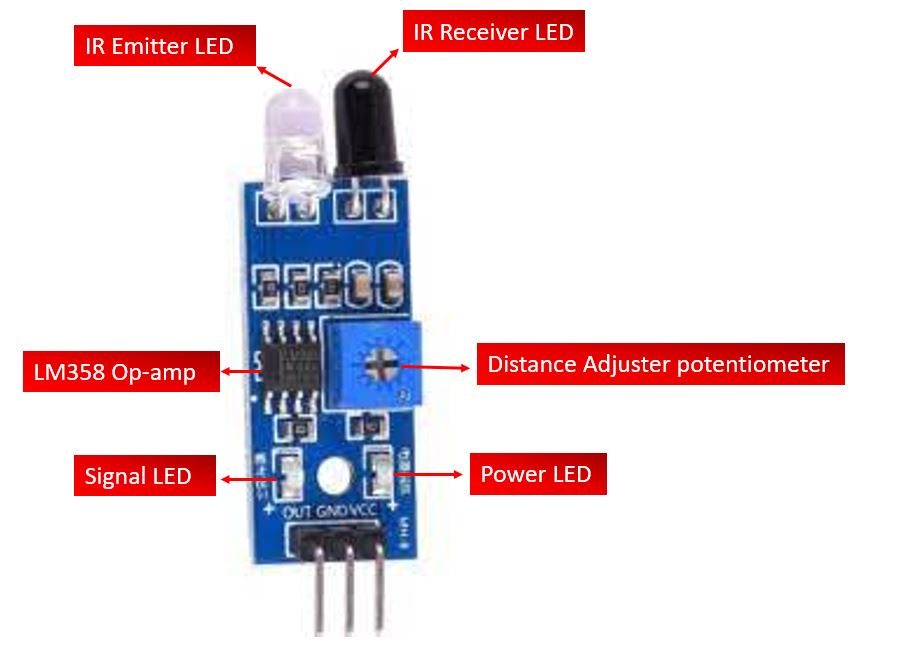 IR Emitter LED
IR Receiver LED
LM358 Op-amp
Distance Adjuster potentiometer
Signal LED
Power LED
+ OUT GND VCC +